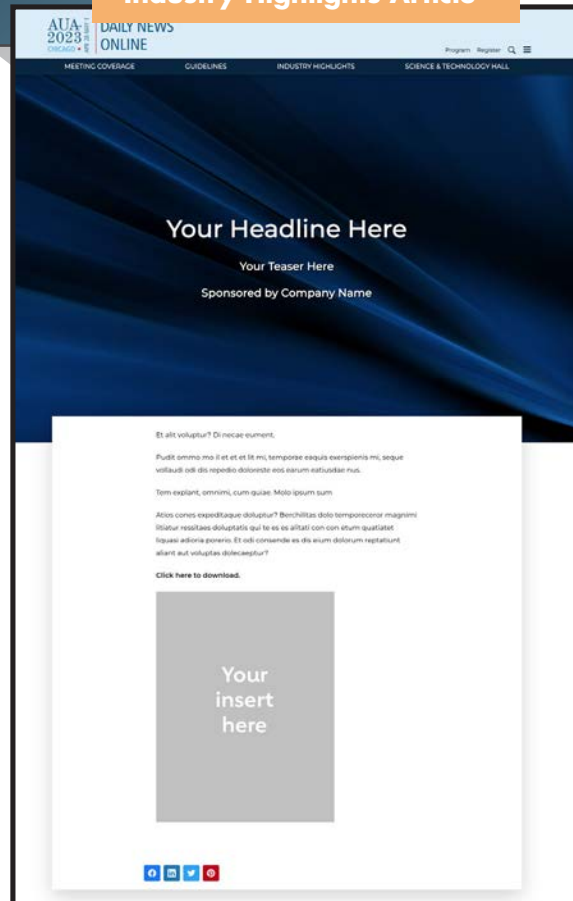 Industry Highlights Article
AUA
2023
CHICAGO • APR 28-MAY 1
DAILY NEWS
ONLINE
Program Register
MEETING COVERAGE GUIDELINES INDUSTRY HIGHLIGHTS SCIENCE & TECHNOLOGY HALL
Your Headline Here
Your Teaser Here
Sponsored by Company Name
Et alit voluptur? Di necae eument.
Pudit ommo mo il et et et lit mi, temporae eaquis exerspienis mi, seque
vollaudi odi dis repedio doloreste eos earum eatiusdae nus.
Tem explant, omnimi, cum quiae. Molo ipsum sum
Atios cones expeditaque doluptur? Berchilitas dolo temporeceror magnimi
litiatur ressitaes doluptatis qui te es es alitati con con etum quatiatet
liquasi adioria porerio. Et odi consende es dis eium dolorum reptatiunt
aliant aut voluptas dolecaeptur?
Click here to download.
Your
insert
here